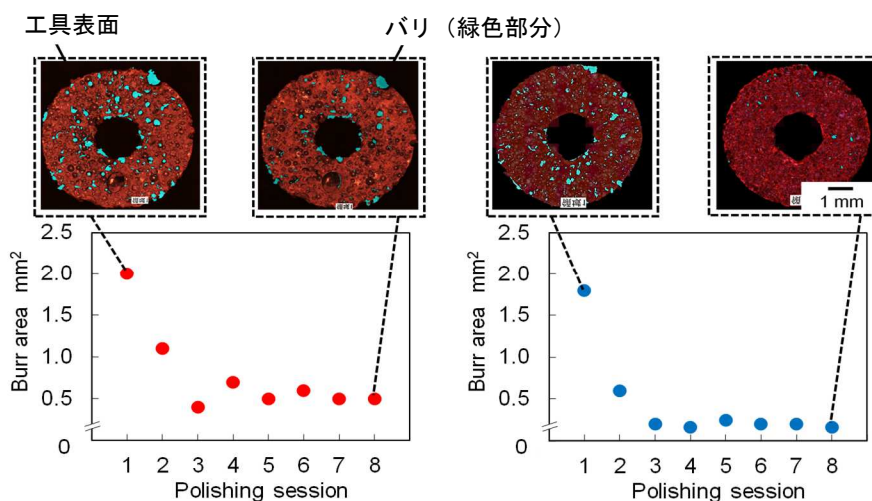 工具表面
バリ（緑色部分）
1 mm
2.5
2.0
1.5
1.0
0.5
0
Burr area mm²
1 2 3 4 5 6 7 8
Polishing session
2.5
2.0
1.5
1.0
0.5
0
Burr area mm²
1 2 3 4 5 6 7 8
Polishing session